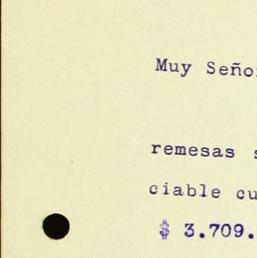 Muy Seño
remesas
ciable cu
$ 3.709.